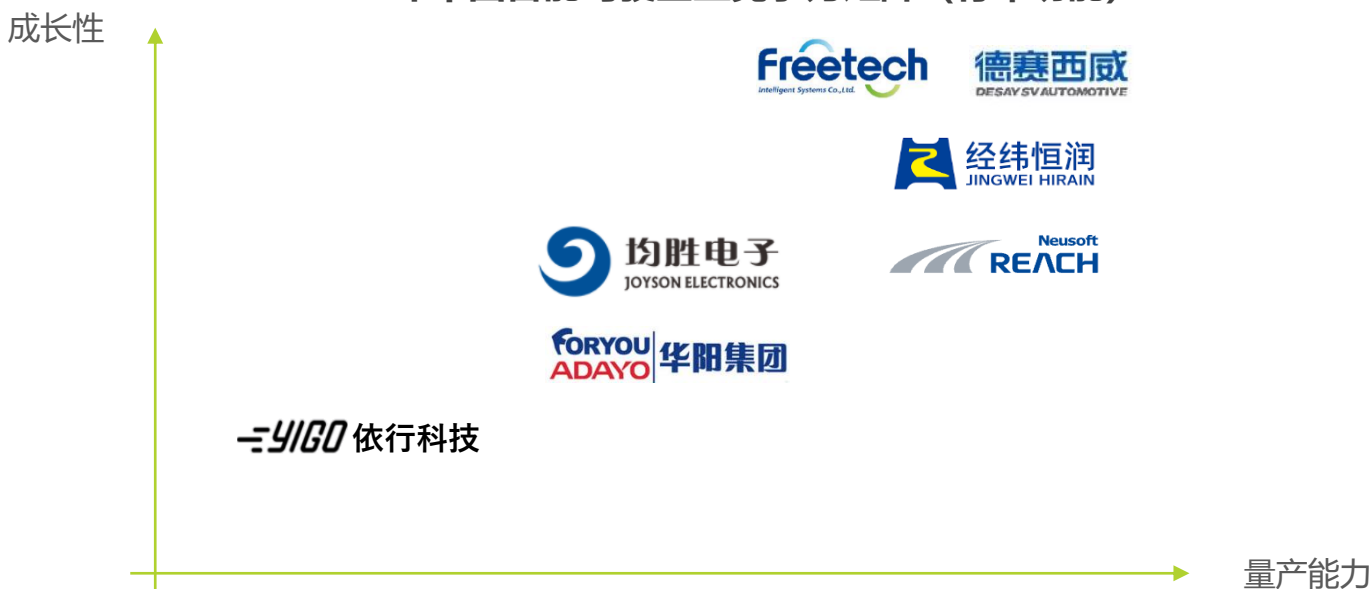 成长性
Freetech
Intelligent Systems Co.,Ltd.
德赛西威
DESAY SV AUTOMOTIVE
经纬恒润
JINGWEI HIRAIN
均胜电子
JOYSON ELECTRONICS
Neusoft
REACH
FORYOU
ADAYO
华阳集团
YIGO 依行科技
量产能力